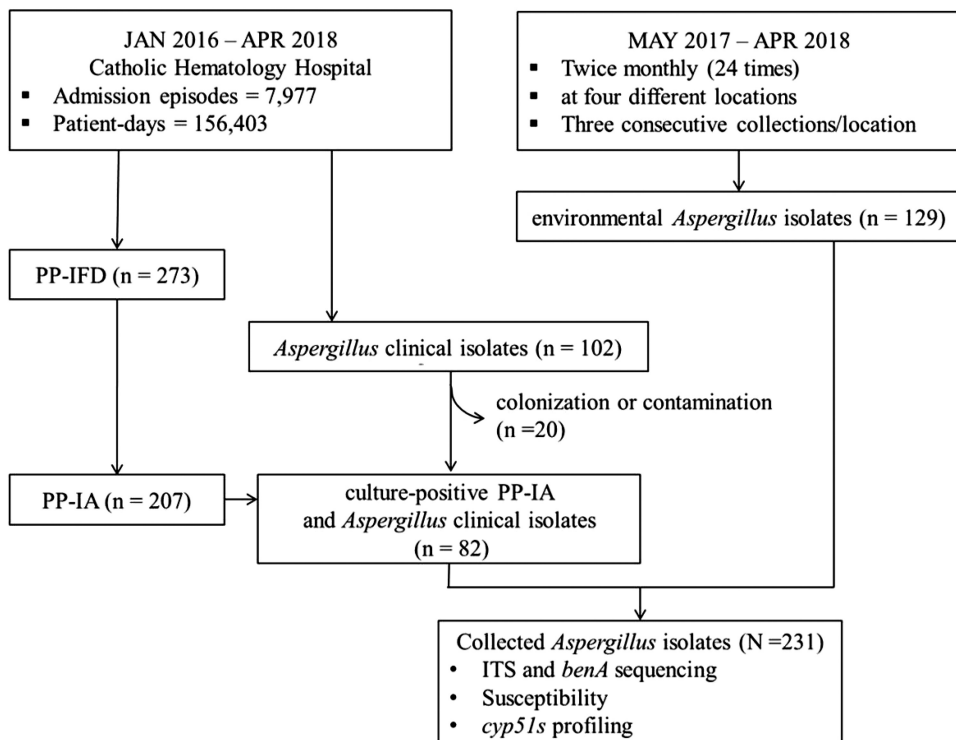 JAN 2016 – APR 2018
Catholic Hematology Hospital
▪ Admission episodes = 7,977
▪ Patient-days = 156,403
MAY 2017 – APR 2018
▪ Twice monthly (24 times)
▪ at four different locations
▪ Three consecutive collections/location
environmental Aspergillus isolates (n = 129)
PP-IFD (n = 273)
Aspergillus clinical isolates (n = 102)
colonization or contamination
(n =20)
PP-IA (n = 207)
culture-positive PP-IA
and Aspergillus clinical isolates
(n = 82)
Collected Aspergillus isolates (N =231)
• ITS and benA sequencing
• Susceptibility
• cyp51s profiling